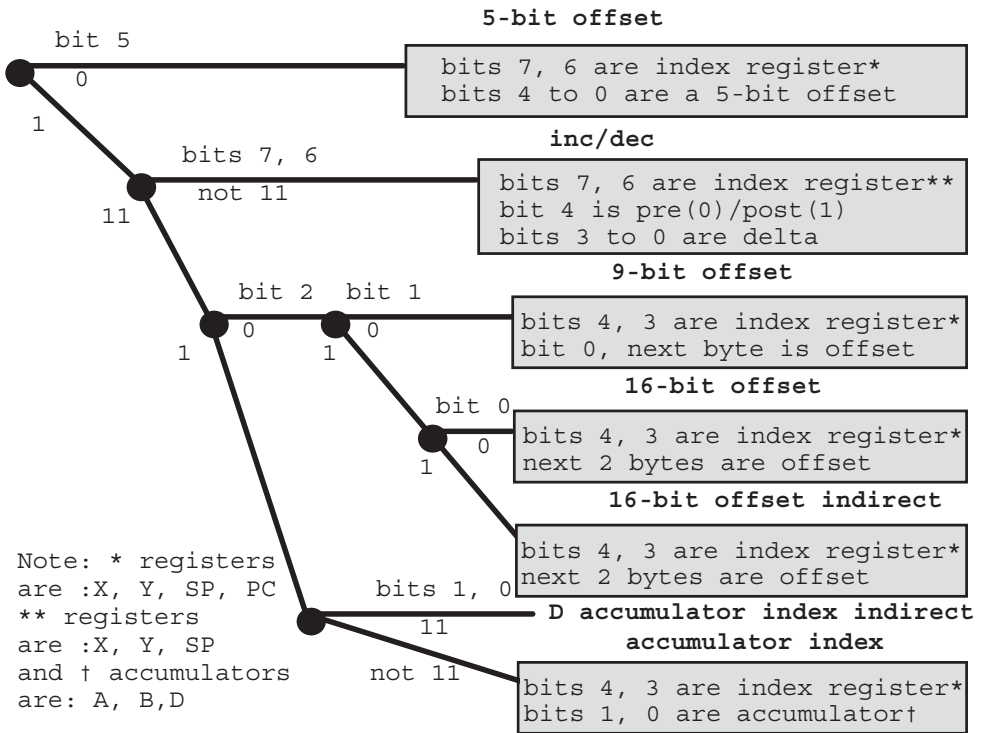 5-bit offset
bit 5
0
bits 7, 6 are index register*
bits 4 to 0 are a 5-bit offset
1
inc/dec
bits 7, 6
not 11
bits 7, 6 are index register**
bit 4 is pre(0)/post(1)
bits 3 to 0 are delta
11
9-bit offset
bit 2
bit 1
0
0
bits 4, 3 are index register*
bit 0, next byte is offset
1
1
16-bit offset
bit 0
0
bits 4, 3 are index register*
next 2 bytes are offset
1
16-bit offset indirect
bits 4, 3 are index register*
next 2 bytes are offset
Note: * registers
are :X, Y, SP, PC
** registers
are :X, Y, SP
and † accumulators
are: A, B,D
bits 1, 0
11
D accumulator index indirect
accumulator index
not 11
bits 4, 3 are index register*
bits 1, 0 are accumulator†